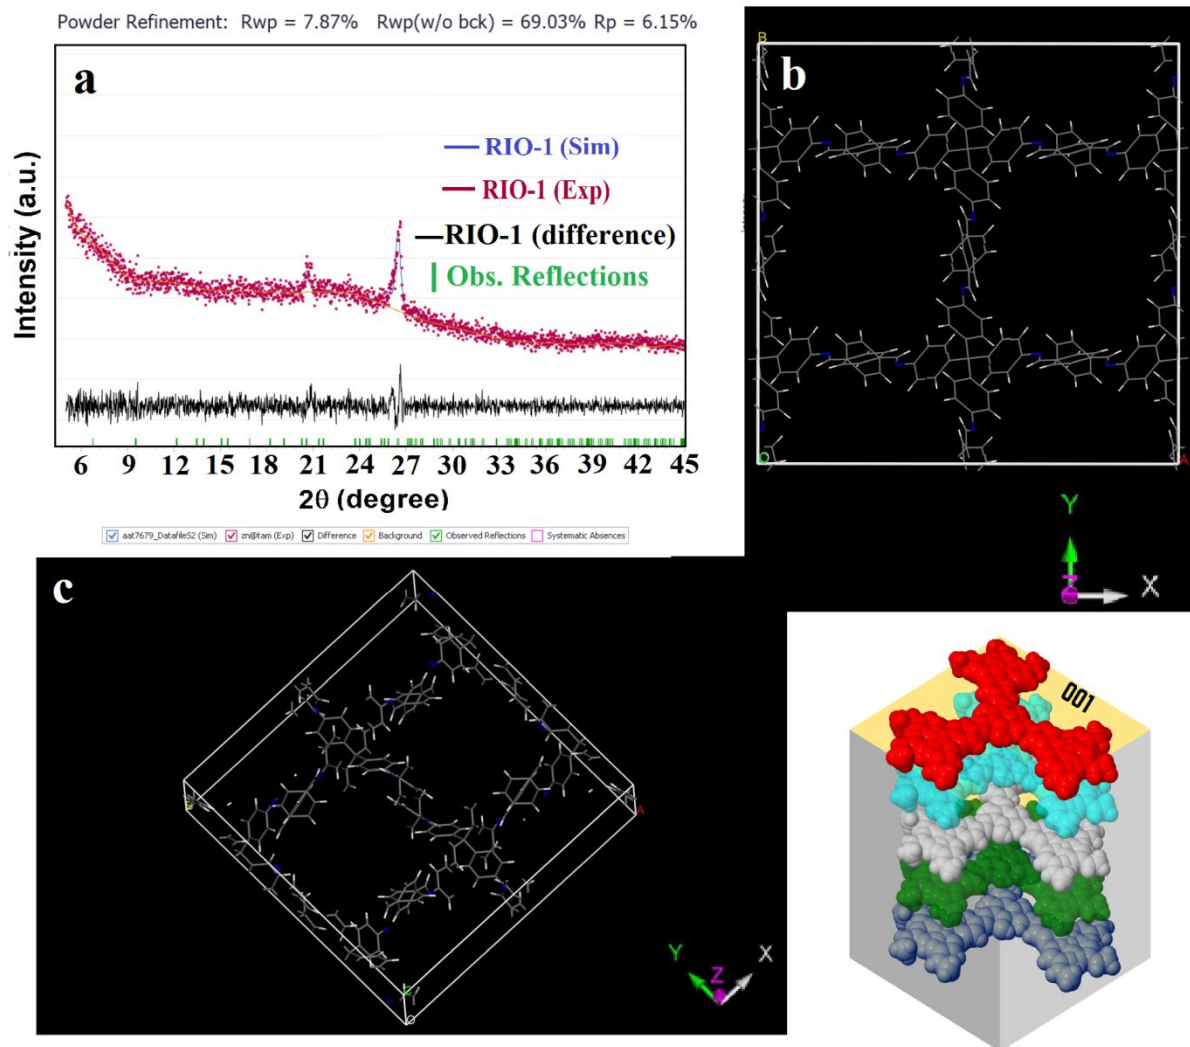 Powder Refinement: Rwp = 7.87% Rwp(w/o bck) = 69.03% Rp = 6.15%
a
RIO-1 (Sim)
RIO-1 (Exp)
RIO-1 (difference)
Obs. Reflections
Intensity (a.u.)
6 9 12 15 18 21 24 27 30 33 36 39 42 45
2θ (degree)
aat7679_DatafileS2 (Sim) zn@tam (Exp) Difference Background Observed Reflections Systematic Absences
b
B
O
A
Y
Z
X
c
A
O
Y
Z
X
001